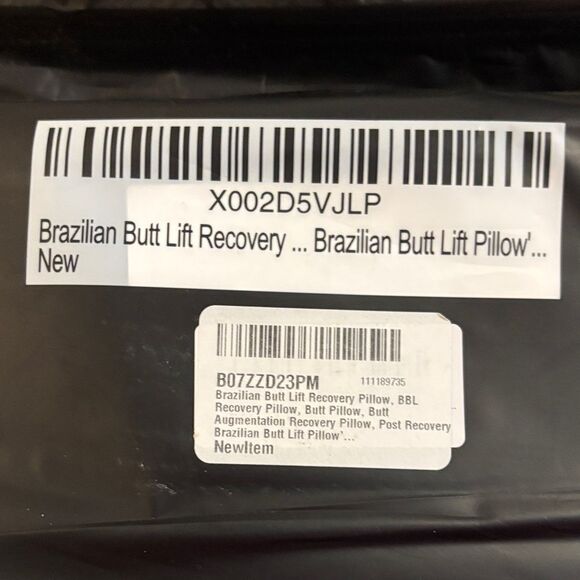 X002D5VJLP
Brazilian Butt Lift Recovery ... Brazilian Butt Lift Pillow'...
New
B07ZZD23PM 111189735
Brazilian Butt Lift Recovery Pillow, BBL
Recovery Pillow, Butt Pillow, Butt
Augmentation Recovery Pillow, Post Recovery
Brazilian Butt Lift Pillow'...
NewItem